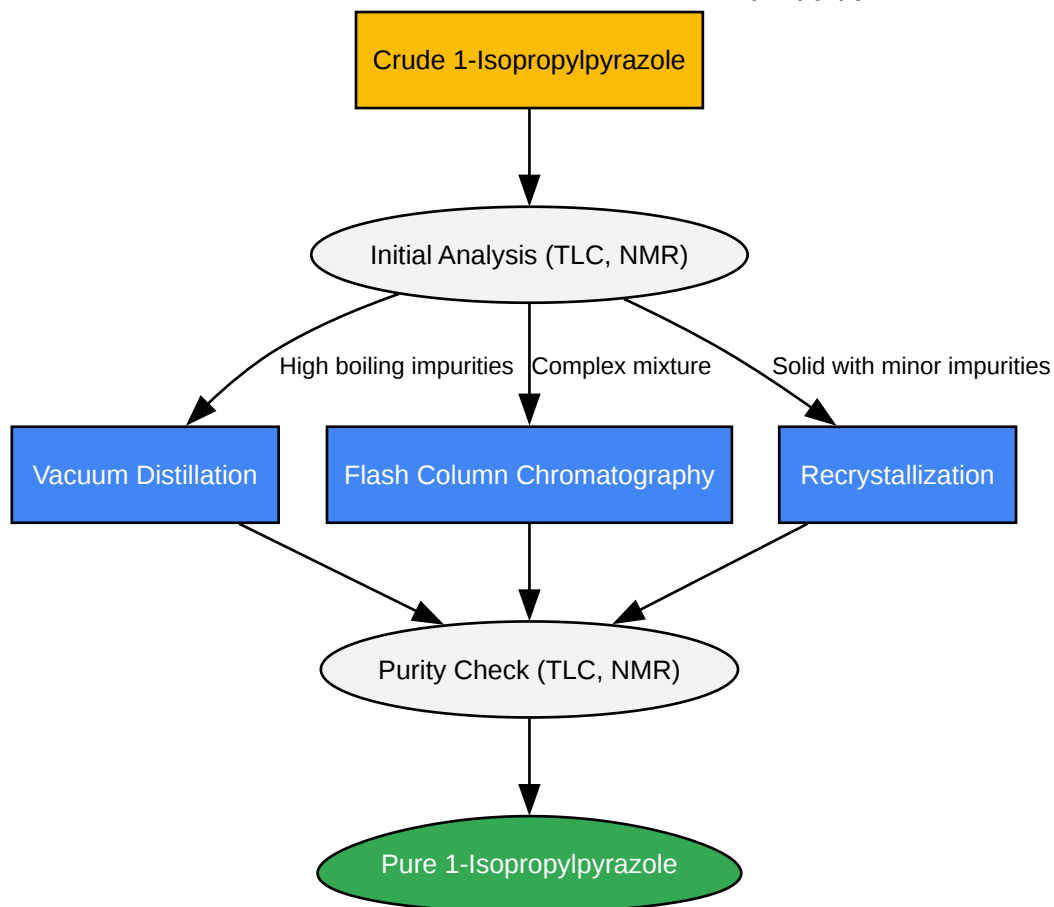 Crude 1-Isopropylpyrazole
Initial Analysis (TLC, NMR)
High boiling impurities
Complex mixture
Solid with minor impurities
Vacuum Distillation
Flash Column Chromatography
Recrystallization
Purity Check (TLC, NMR)
Pure 1-Isopropylpyrazole